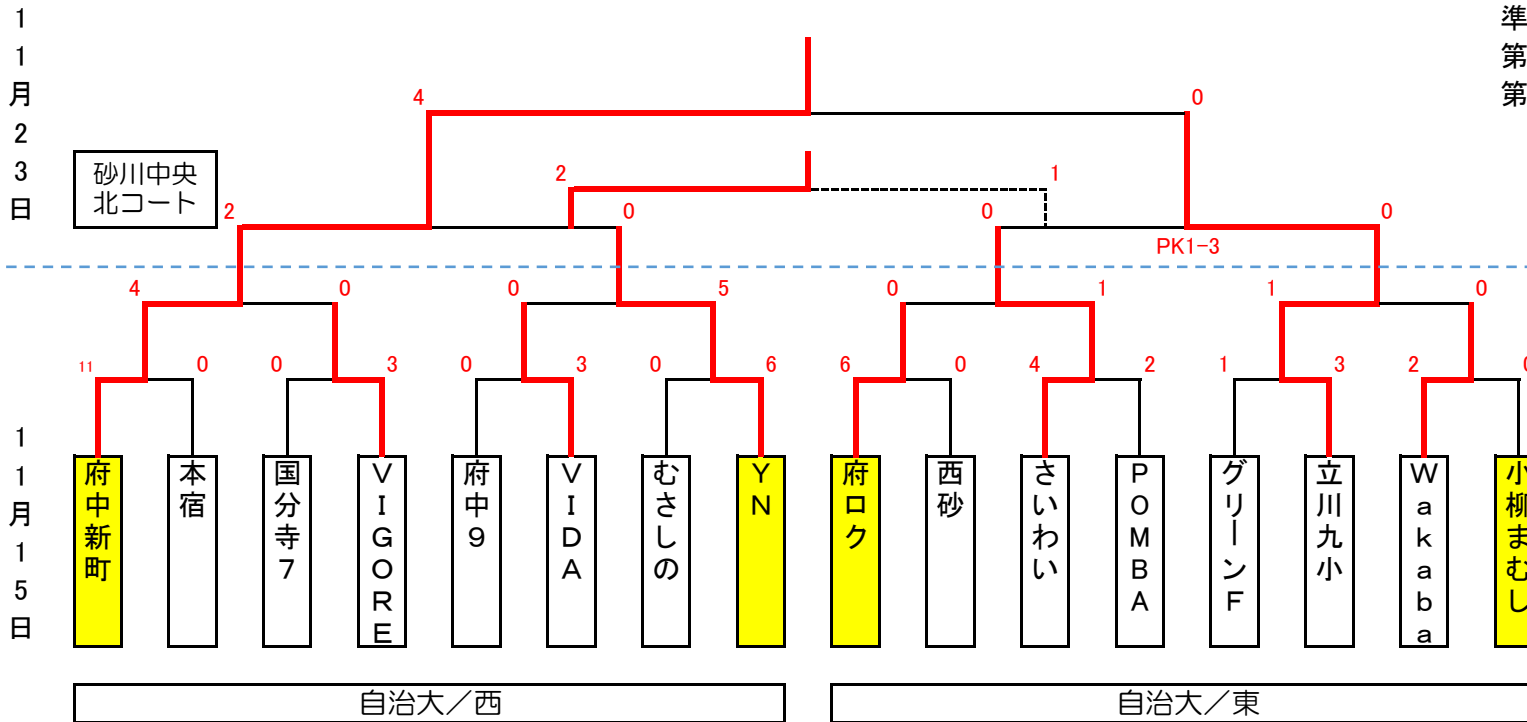 11月23日
準
第
第
4
0
砂川中央
北コート
2
1
2
0
0
0
PK1-3
4
0
0
5
0
1
1
0
11
0
0
3
0
3
0
6
6
0
4
2
1
3
2
0
11月15日
府中新町
本宿
国分寺7
VIGORE
府中9
VIDA
むさしの
YN
府ロク
西砂
さいわい
POMBA
グリーンF
立川九小
Wakaba
小柳まむし
自治大／西
自治大／東